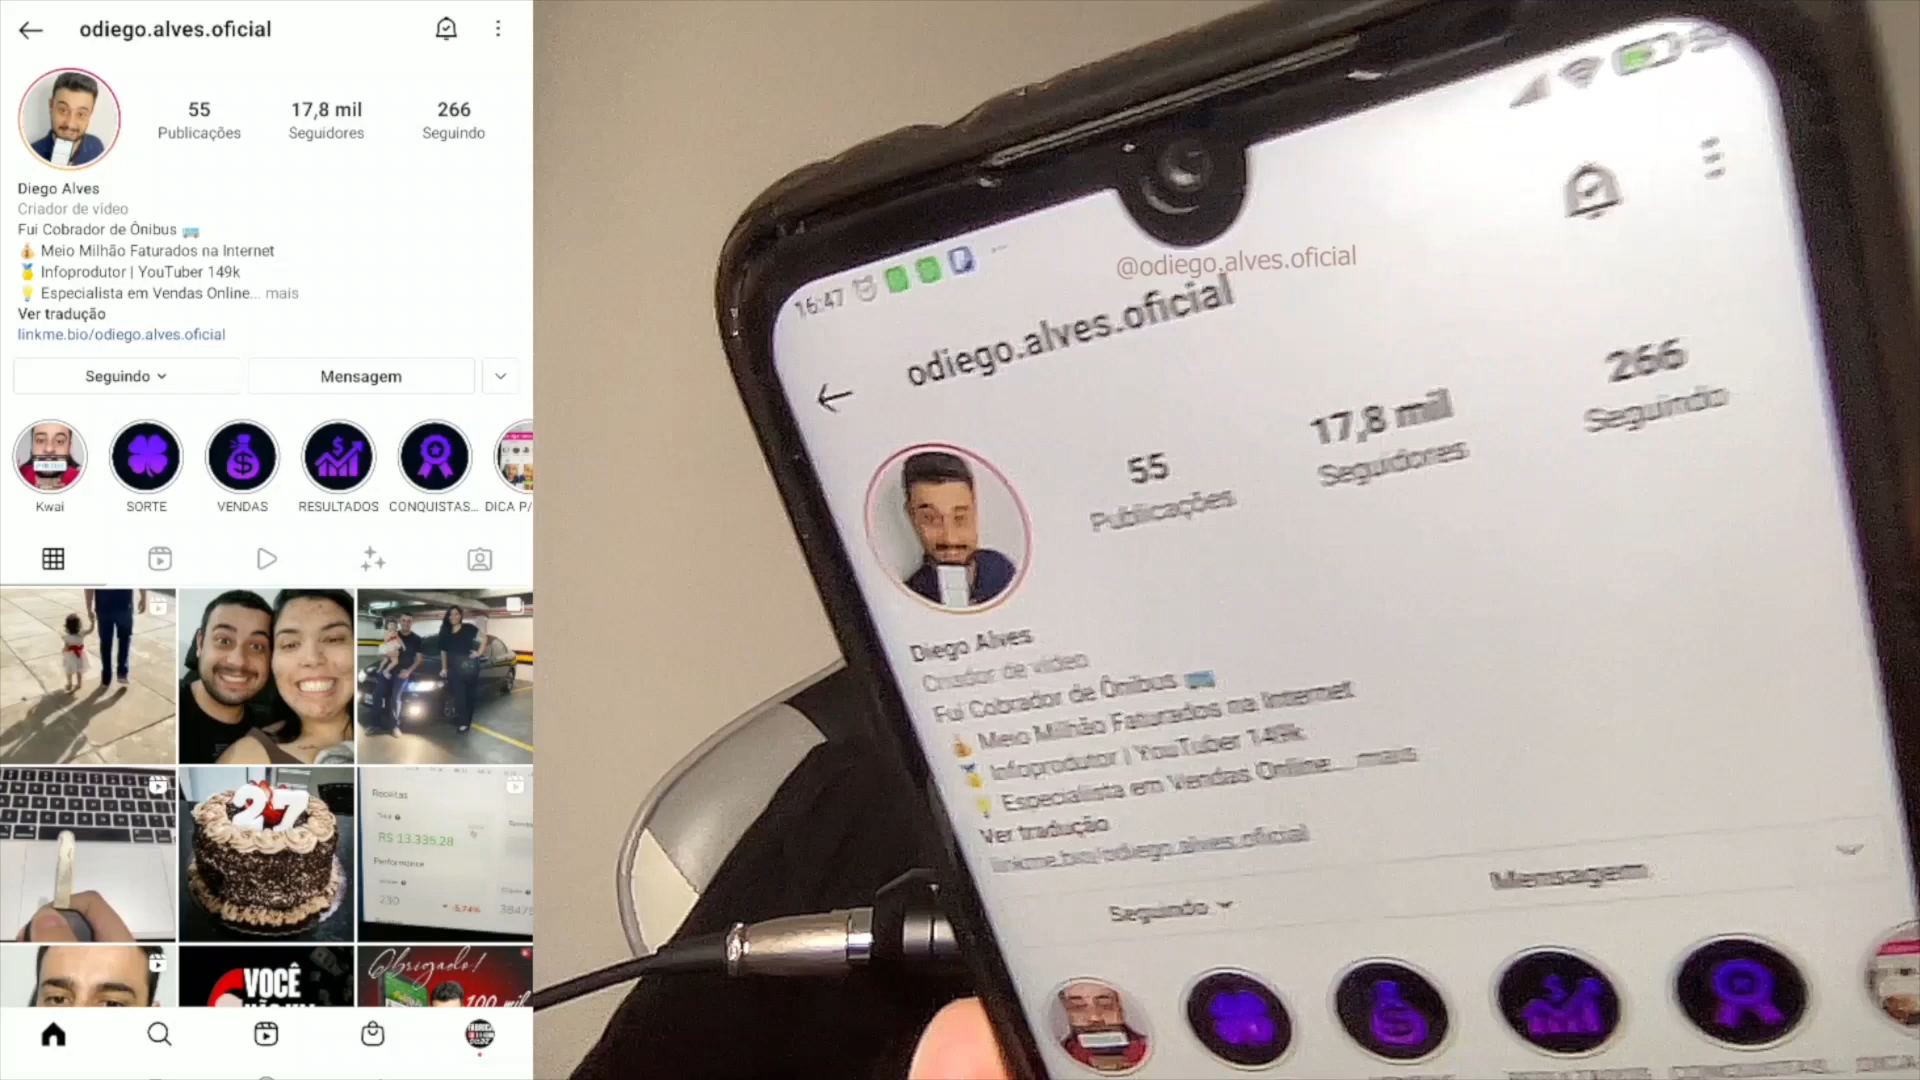 odiego.alves.oficial
55
17,8 mil
266
Publicações
Seguidores
Seguindo
Diego Alves
Criador de vídeo
Fui Cobrador de Ônibus
Meio Milhão Faturados na Internet
Infoprodutor | YouTuber 149k
Especialista em Vendas Online... mais
Ver tradução
linkme.bio/odiego.alves.oficial
Seguindo
Mensagem
Kwai
SORTE
VENDAS
RESULTADOS
CONQUISTAS...
DICA P/
27
Receitas
R$ 13.335,28
Performance
230
-5,74%
VOCÊ
Obrigado!
100 mil
16:47
@odiego.alves.oficial
odiego.alves.oficial
55
Publicações
17,8 mil
Seguidores
266
Seguindo
Diego Alves
Criador de vídeo
Fui Cobrador de Ônibus
Meio Milhão Faturados na Internet
Infoprodutor | YouTuber 149k
Especialista em Vendas Online... mais
Ver tradução
linkme.bio/odiego.alves.oficial
Seguindo
Mensagem